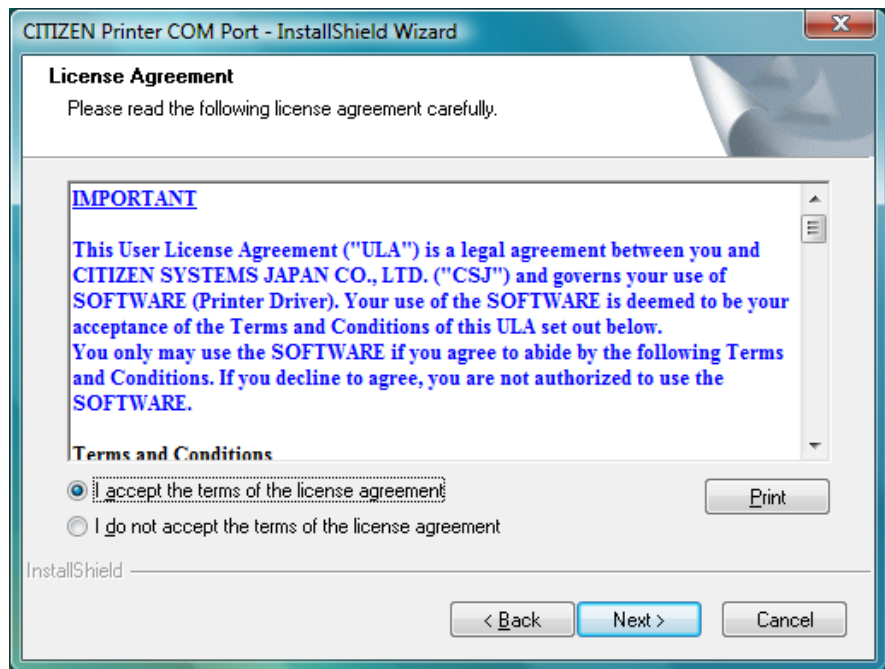 CITIZEN Printer COM Port - InstallShield Wizard
License Agreement
Please read the following license agreement carefully.
IMPORTANT
This User License Agreement ("ULA") is a legal agreement between you and
CITIZEN SYSTEMS JAPAN CO., LTD. ("CSJ") and governs your use of
SOFTWARE (Printer Driver). Your use of the SOFTWARE is deemed to be your
acceptance of the Terms and Conditions of this ULA set out below.
You only may use the SOFTWARE if you agree to abide by the following Terms
and Conditions. If you decline to agree, you are not authorized to use the
SOFTWARE.
Terms and Conditions
I accept the terms of the license agreement
Print
I do not accept the terms of the license agreement
InstallShield
< Back Next > Cancel